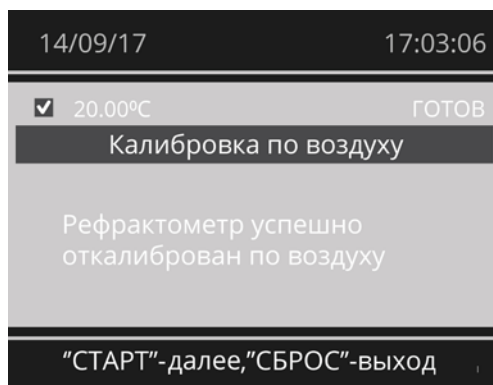 14/09/17 17:03:06
20.00⁰C ГОТОВ
Калибровка по воздуху
Рефрактометр успешно
откалиброван по воздуху
"СТАРТ"-далее,"СБРОС"-выход